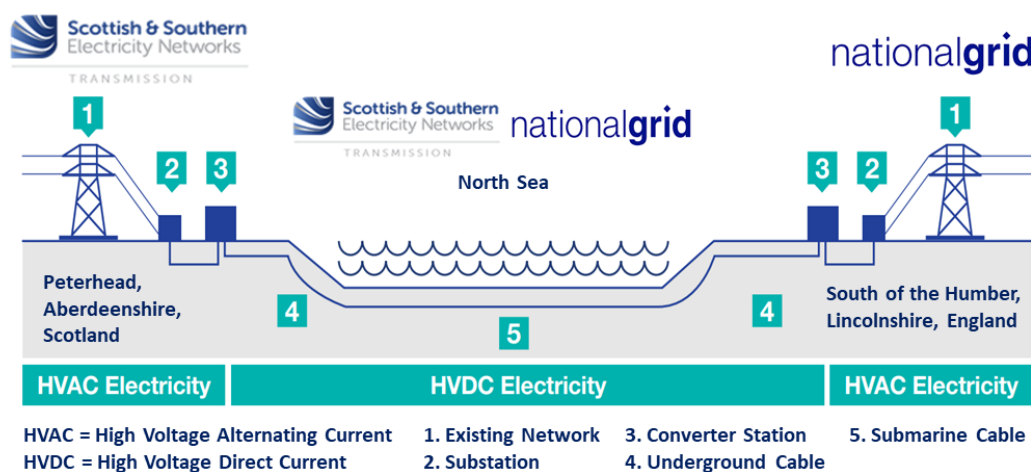 Scottish & Southern
Electricity Networks
TRANSMISSION
nationalgrid
Scottish & Southern
Electricity Networks
TRANSMISSION
nationalgrid
1
1
2
3
North Sea
3
2
Peterhead,
Aberdeenshire,
Scotland
4
5
4
South of the Humber,
Lincolnshire, England
HVAC Electricity
HVDC Electricity
HVAC Electricity
HVAC = High Voltage Alternating Current
HVDC = High Voltage Direct Current
1. Existing Network
2. Substation
3. Converter Station
4. Underground Cable
5. Submarine Cable